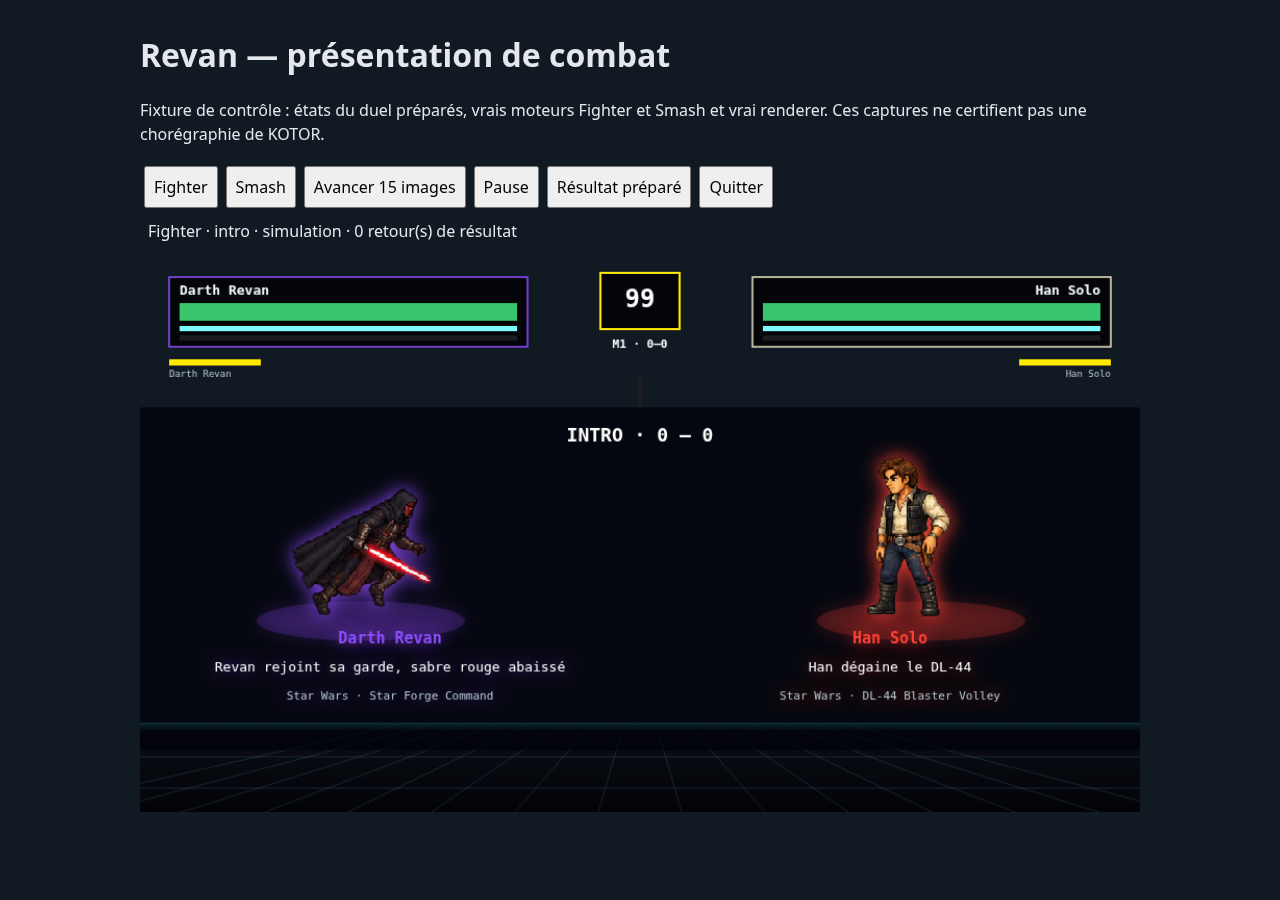 Revan — présentation de combat
Fixture de contrôle : états du duel préparés, vrais moteurs Fighter et Smash et vrai renderer. Ces captures ne certifient pas une
chorégraphie de KOTOR.
Fighter Smash Avancer 15 images Pause Résultat préparé Quitter
Fighter · intro · simulation · 0 retour(s) de résultat
Darth Revan 99 Han Solo
M1 · 0–0
Darth Revan Han Solo
INTRO · 0 — 0
Darth Revan Han Solo
Revan rejoint sa garde, sabre rouge abaissé Han dégaine le DL-44
Star Wars · Star Forge Command Star Wars · DL-44 Blaster Volley